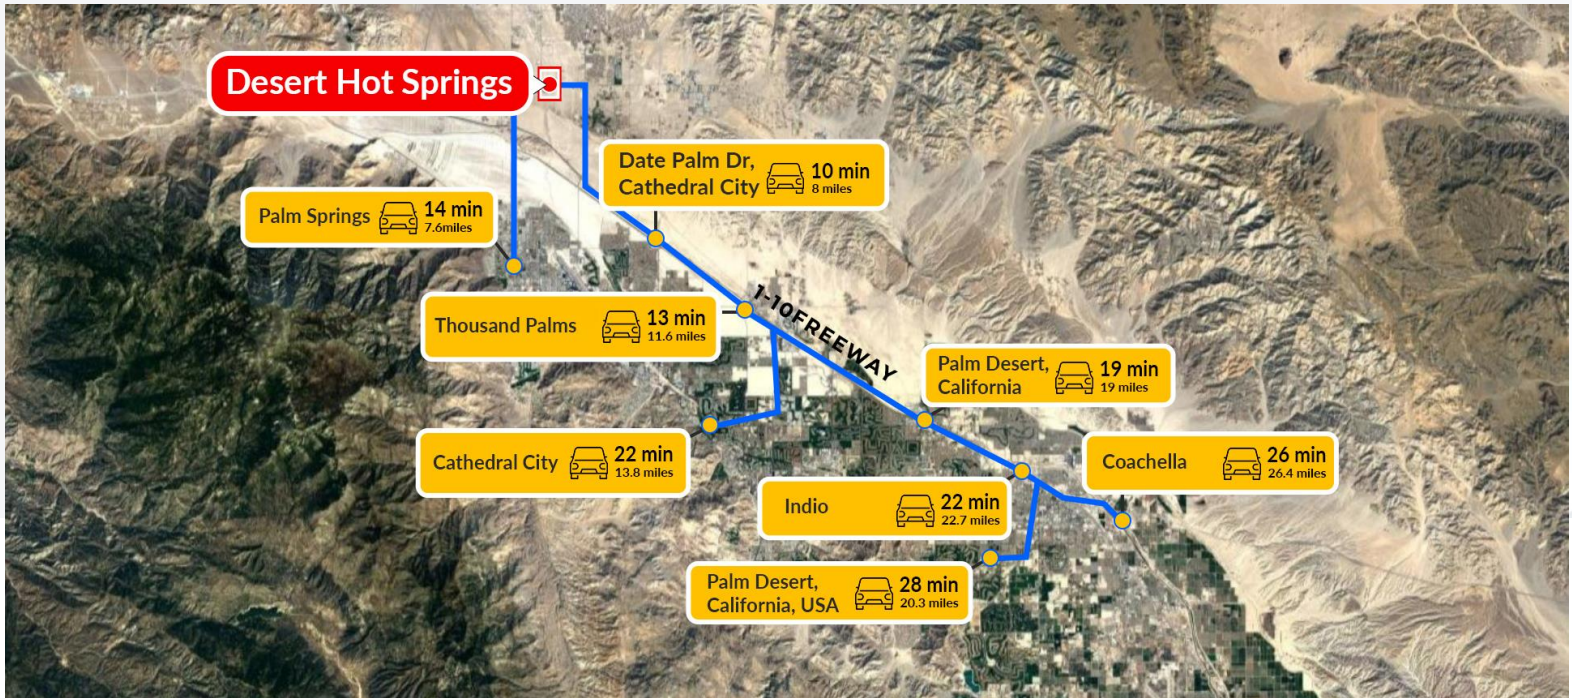 Desert Hot Springs
Date Palm Dr,
Cathedral City
10 min
8 miles
Palm Springs
14 min
7.6miles
Thousand Palms
13 min
11.6 miles
1-10FREEWAY
Palm Desert,
California
19 min
19 miles
Cathedral City
22 min
13.8 miles
Coachella
26 min
26.4 miles
Indio
22 min
22.7 miles
Palm Desert,
California, USA
28 min
20.3 miles